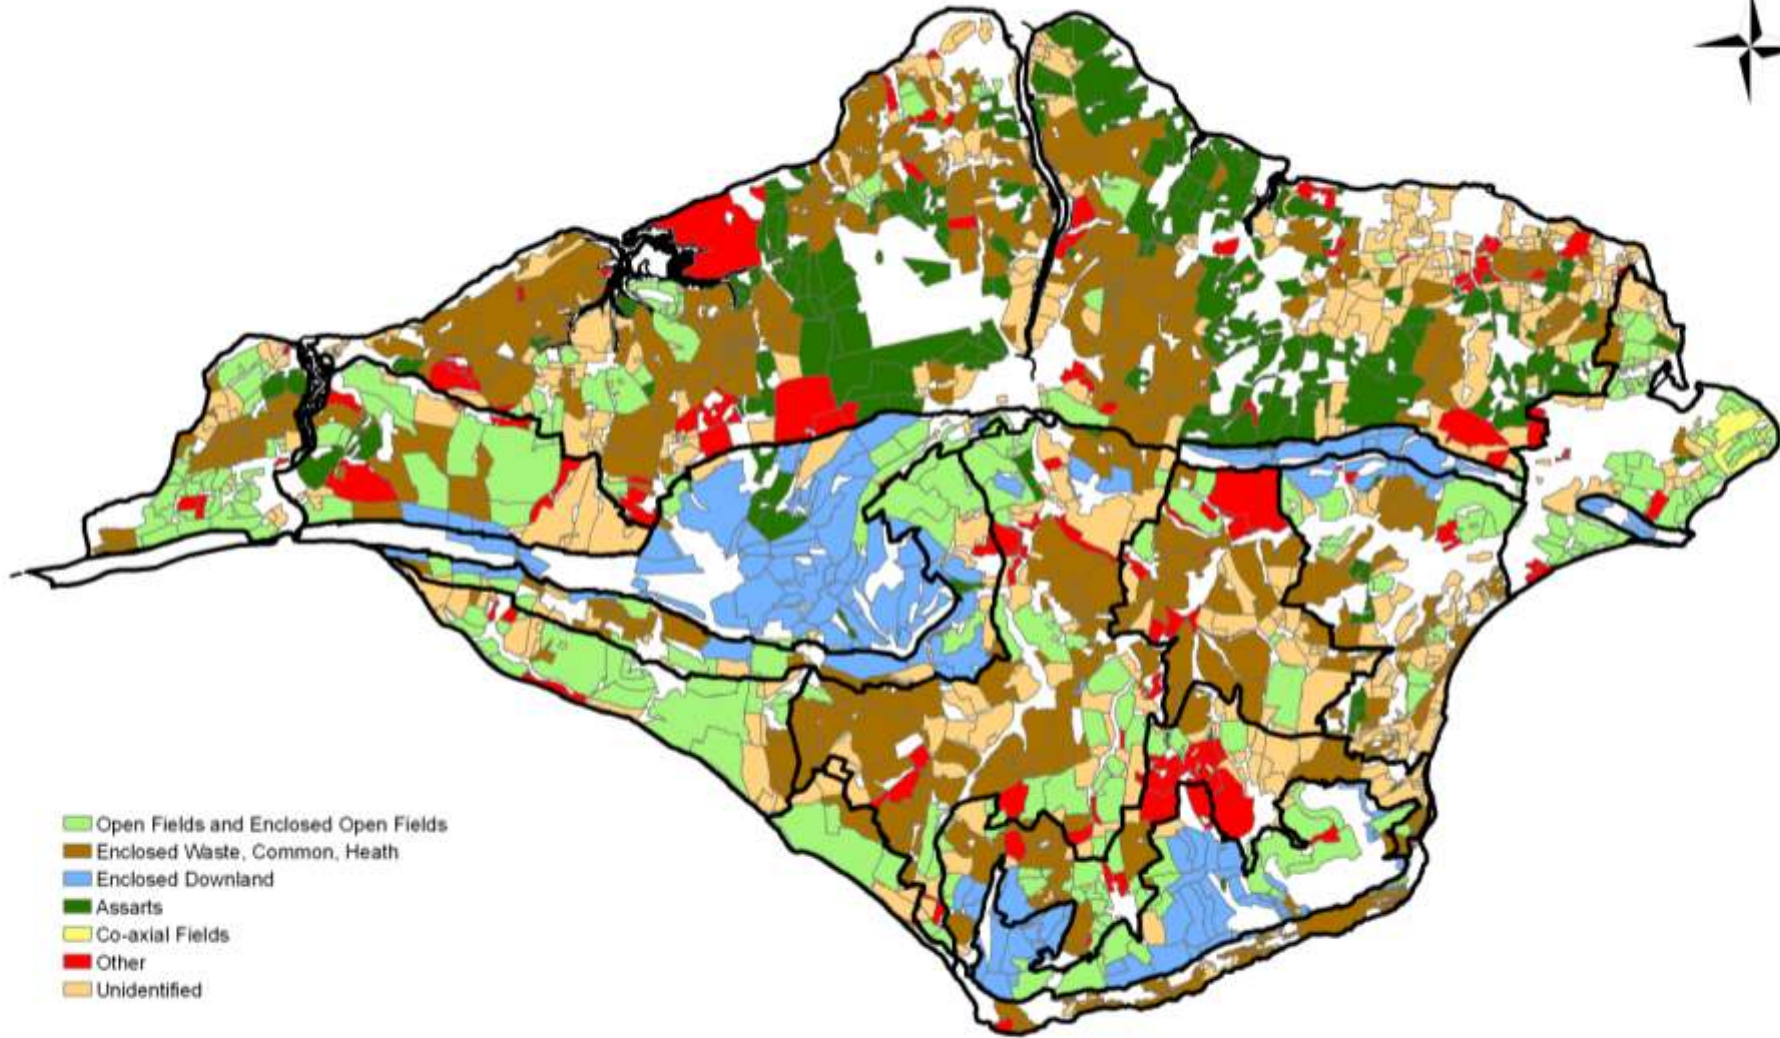 Open Fields and Enclosed Open Fields
Enclosed Waste, Common, Heath
Enclosed Downland
Assarts
Co-axial Fields
Other
Unidentified